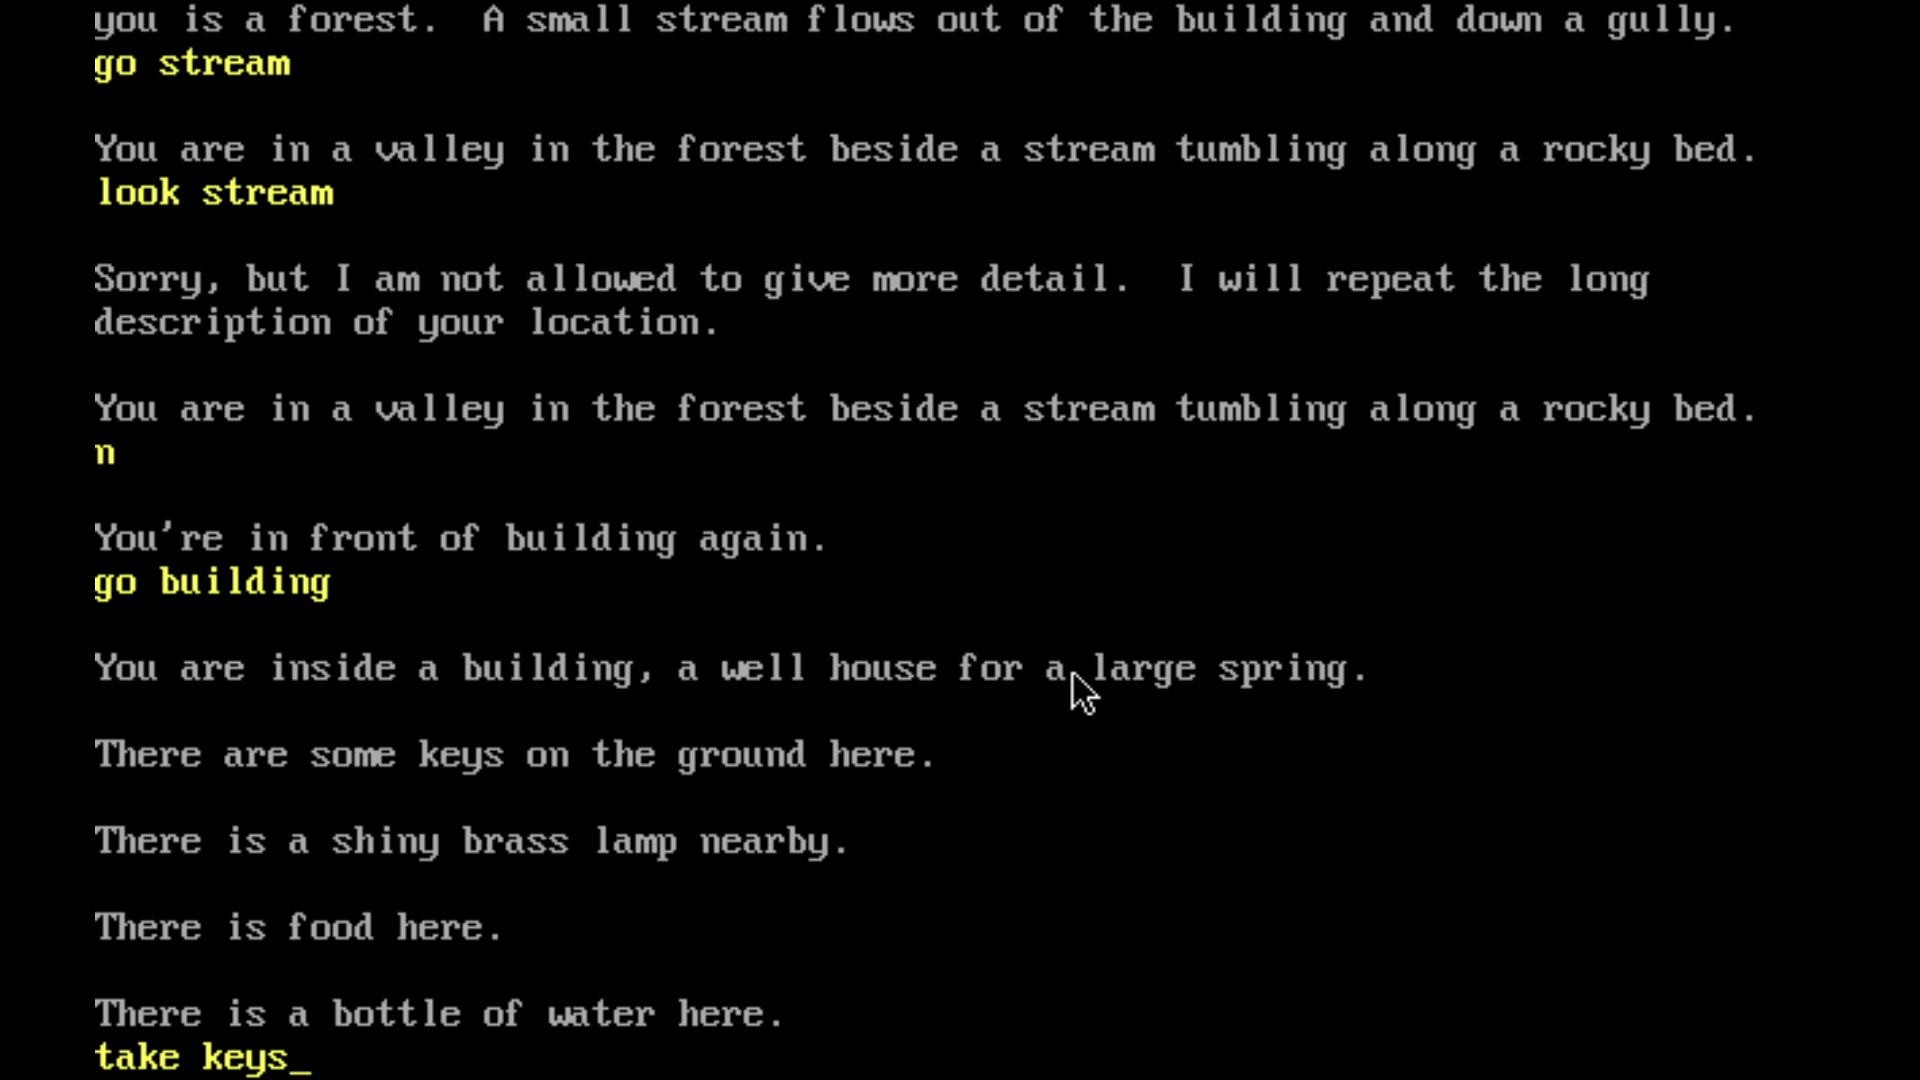 you is a forest.  A small stream flows out of the building and down a gully.
go stream
You are in a valley in the forest beside a stream tumbling along a rocky bed.
look stream
Sorry, but I am not allowed to give more detail.  I will repeat the long
description of your location.
You are in a valley in the forest beside a stream tumbling along a rocky bed.
n
You're in front of building again.
go building
You are inside a building, a well house for a large spring.
There are some keys on the ground here.
There is a shiny brass lamp nearby.
There is food here.
There is a bottle of water here.
take keys_